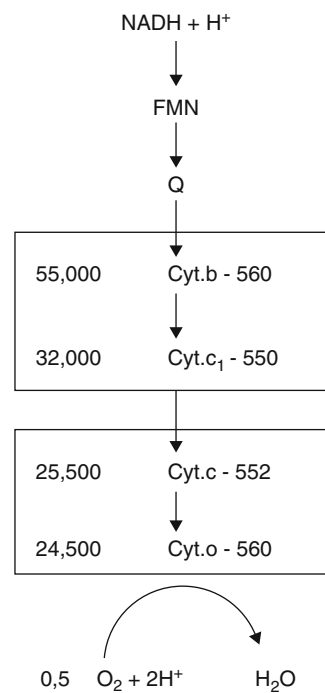 NADH + H⁺
FMN
Q
55,000 Cyt.b - 560
32,000 Cyt.c₁ - 550
25,500 Cyt.c - 552
24,500 Cyt.o - 560
0,5 O₂ + 2H⁺ H₂O